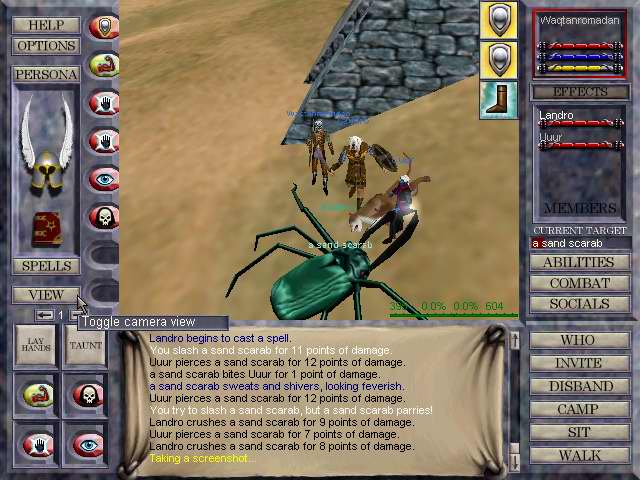 HELP
OPTIONS
PERSONA
SPELLS
VIEW
1
Toggle camera view
LAY HANDS
TAUNT
a sand scarab
0.0% 0.0% 604
Landro begins to cast a spell.
You slash a sand scarab for 11 points of damage.
Uuur pierces a sand scarab for 12 points of damage.
a sand scarab bites Uuur for 1 point of damage.
a sand scarab sweats and shivers, looking feverish.
Uuur pierces a sand scarab for 12 points of damage.
You try to slash a sand scarab, but a sand scarab parries!
Landro crushes a sand scarab for 9 points of damage.
Uuur pierces a sand scarab for 7 points of damage.
Landro crushes a sand scarab for 8 points of damage.
Taking a screenshot...
Waqtanromadan
EFFECTS
Landro
Uuur
MEMBERS
CURRENT TARGET
a sand scarab
ABILITIES
COMBAT
SOCIALS
WHO
INVITE
DISBAND
CAMP
SIT
WALK